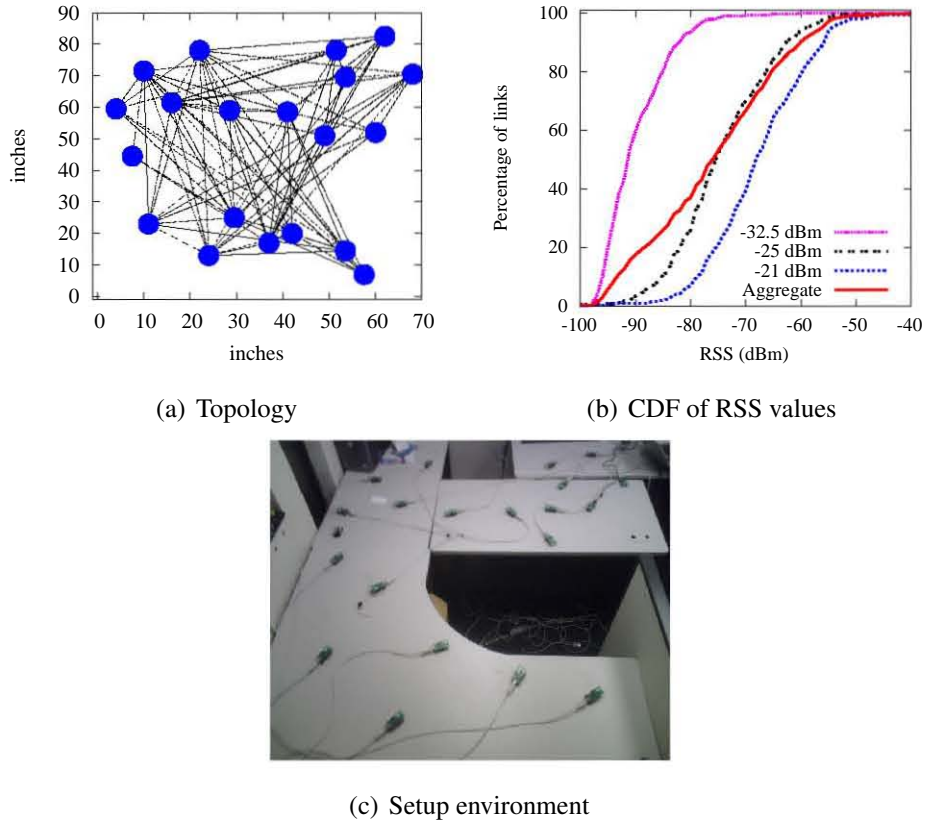 90
80
70
60
50
40
30
20
10
0
0 10 20 30 40 50 60 70
inches
inches
(a) Topology
100
80
60
40
20
0
-100 -90 -80 -70 -60 -50 -40
Percentage of links
RSS (dBm)
-32.5 dBm
-25 dBm
-21 dBm
Aggregate
(b) CDF of RSS values
(c) Setup environment